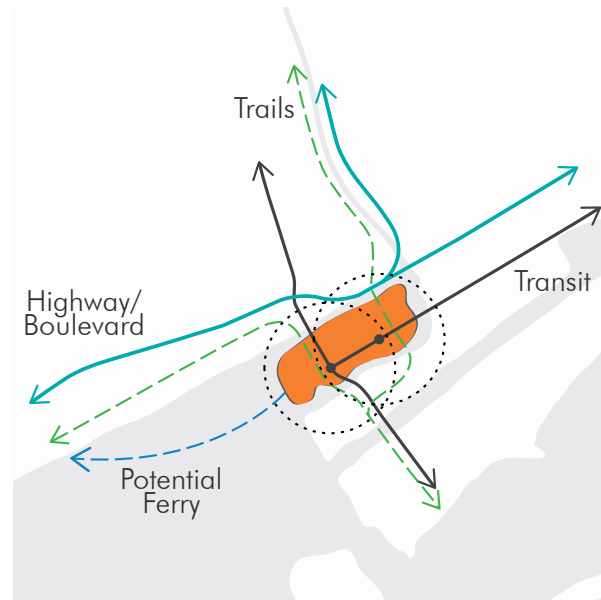 Trails
Transit
Highway/
Boulevard
Potential
Ferry